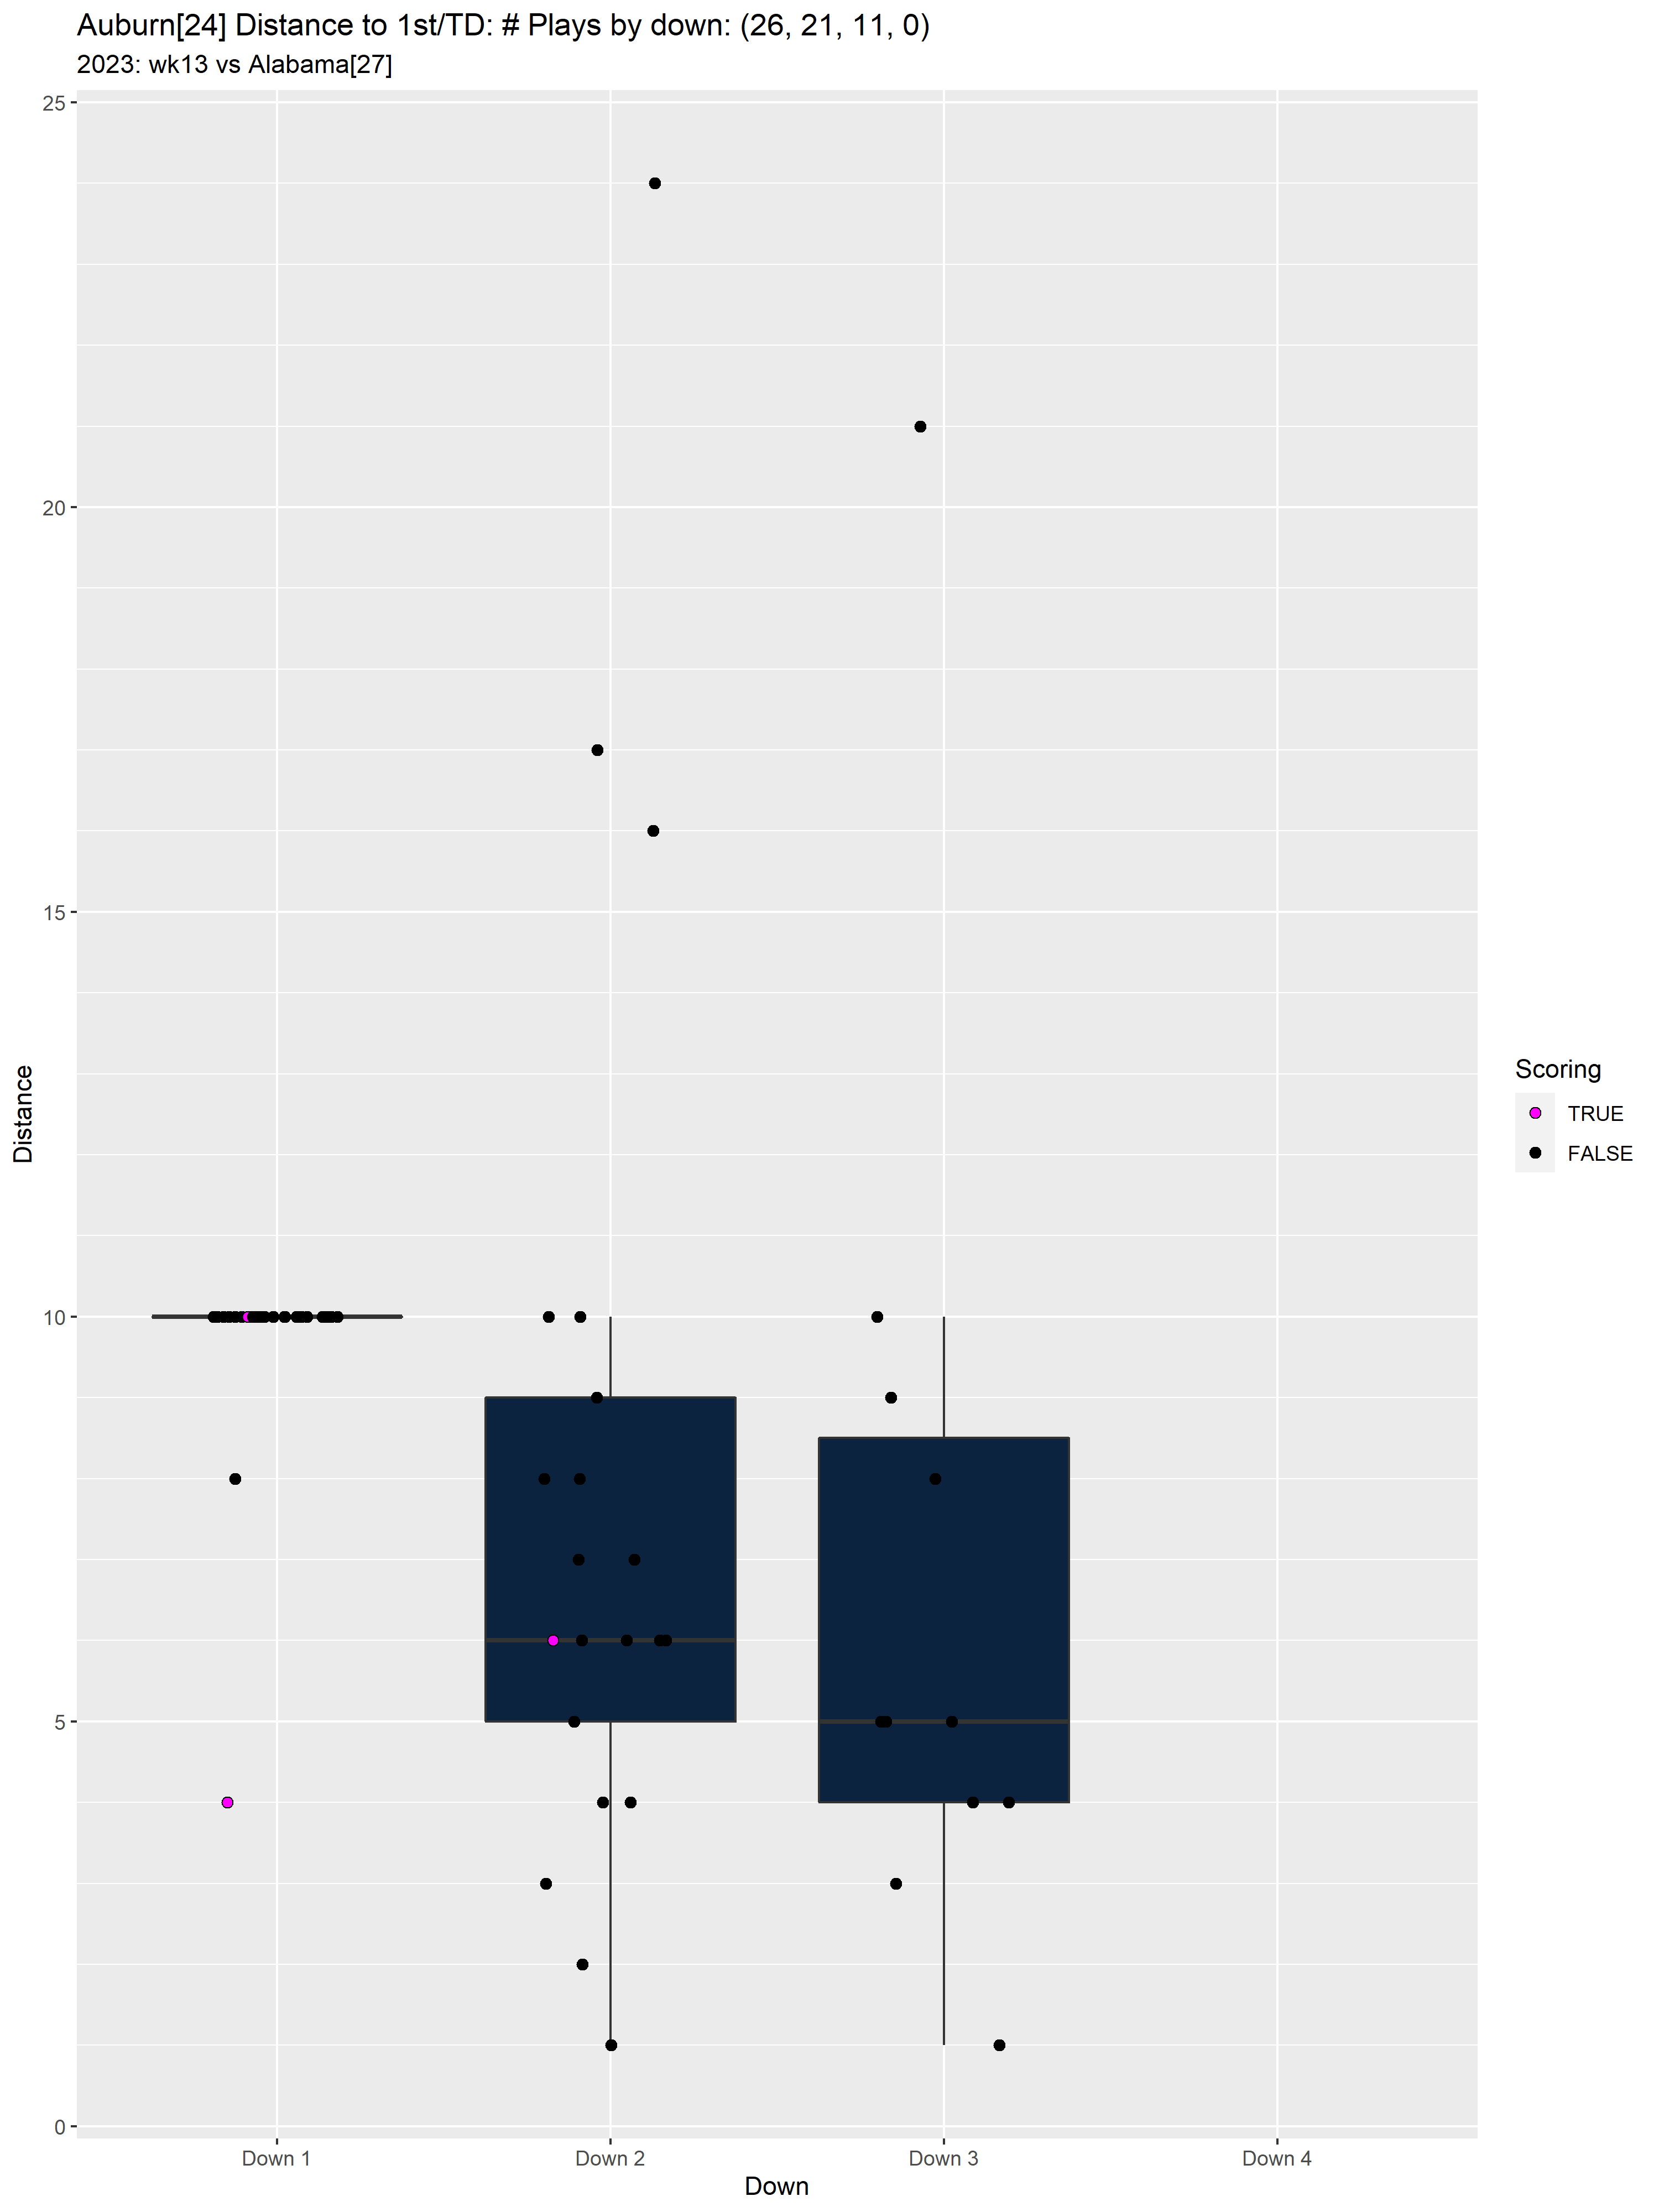 Auburn[24] Distance to 1st/TD: # Plays by down: (26, 21, 11, 0)
2023: wk13 vs Alabama[27]
25
20
15
10
5
0
Distance
Down 1
Down 2
Down 3
Down 4
Down
Scoring
TRUE
FALSE